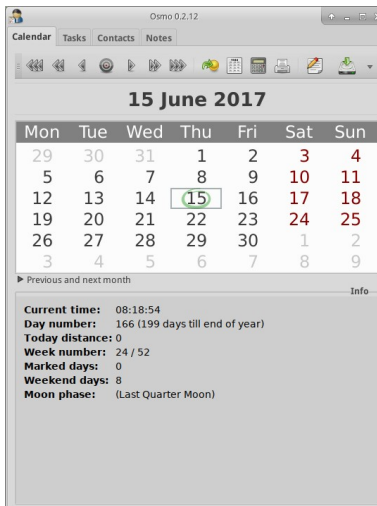 Osmo 0.2.12
Calendar Tasks Contacts Notes
15 June 2017
Mon Tue Wed Thu Fri Sat Sun
29 30 31 1 2 3 4
5 6 7 8 9 10 11
12 13 14 15 16 17 18
19 20 21 22 23 24 25
26 27 28 29 30 1 2
3 4 5 6 7 8 9
Previous and next month
Info
Current time: 08:18:54
Day number: 166 (199 days till end of year)
Today distance: 0
Week number: 24 / 52
Marked days: 0
Weekend days: 8
Moon phase: (Last Quarter Moon)